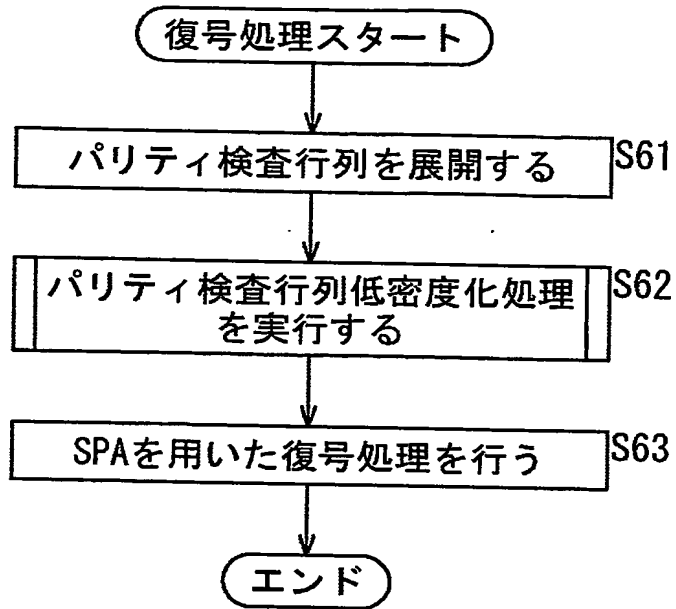 復号処理スタート
パリティ検査行列を展開する
S61
パリティ検査行列低密度化処理
を実行する
S62
SPAを用いた復号処理を行う
S63
エンド